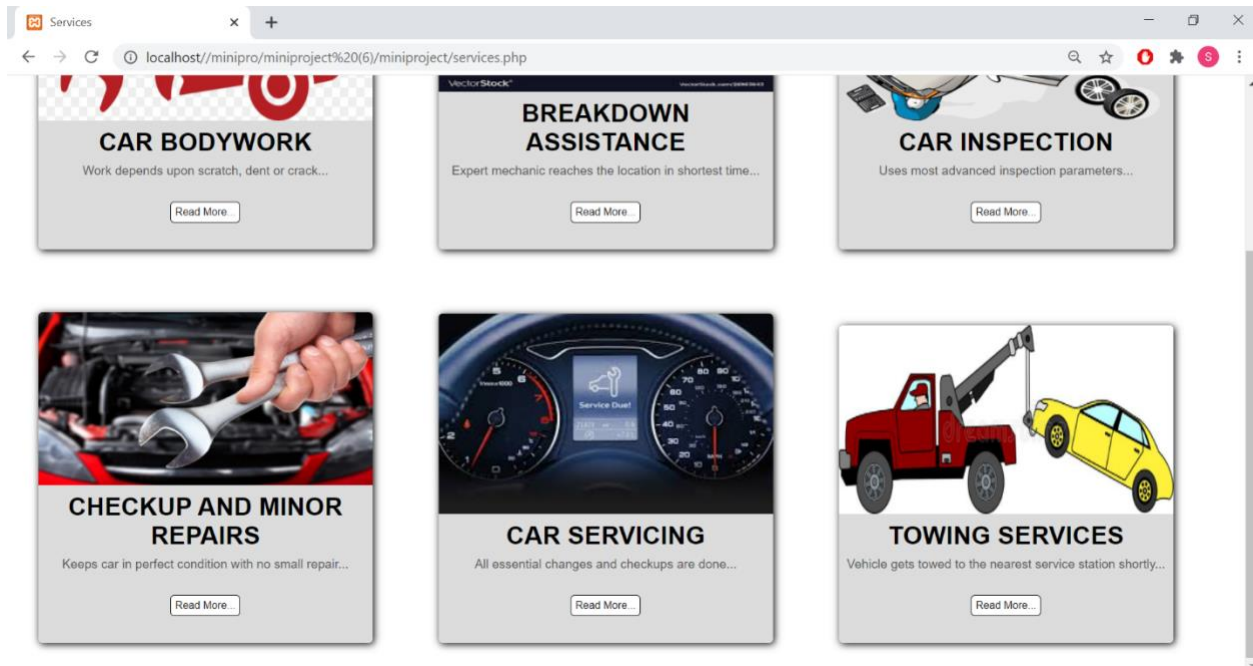 Services
localhost//minipro/miniproject%20(6)/miniproject/services.php
S
VectorStock®
CAR BODYWORK
Work depends upon scratch, dent or crack...
Read More...
BREAKDOWN
ASSISTANCE
Expert mechanic reaches the location in shortest time...
Read More...
CAR INSPECTION
Uses most advanced inspection parameters...
Read More...
CHECKUP AND MINOR
REPAIRS
Keeps car in perfect condition with no small repair...
Read More...
Service Due!
CAR SERVICING
All essential changes and checkups are done...
Read More...
TOWING SERVICES
Vehicle gets towed to the nearest service station shortly...
Read More...